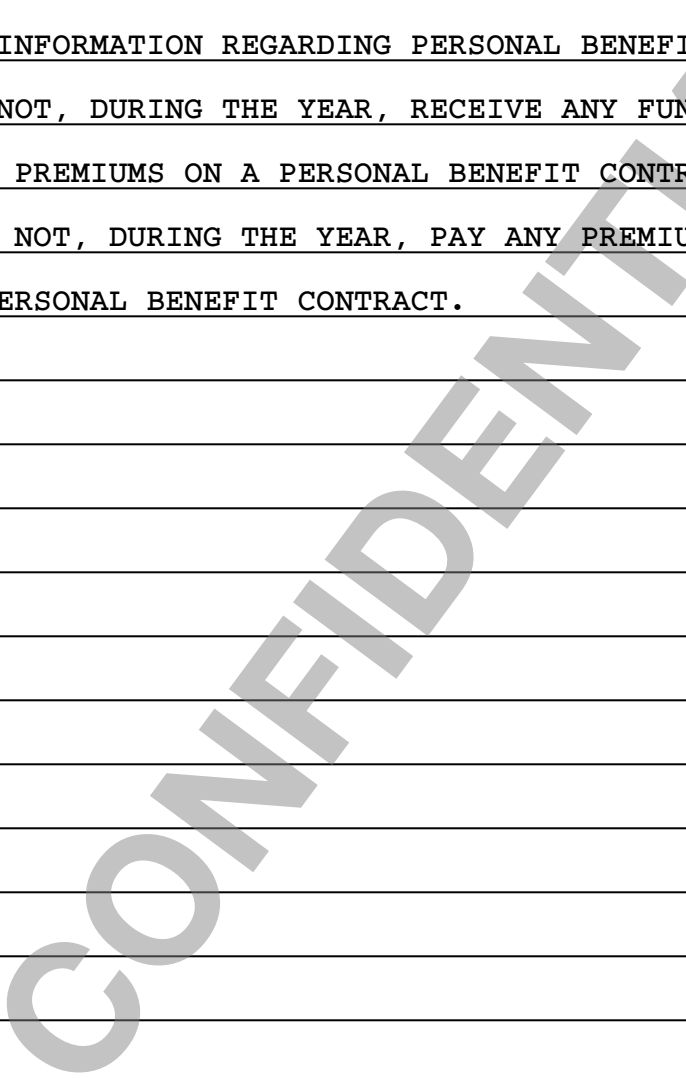 INFORMATION REGARDING PERSONAL BENEFI
NOT, DURING THE YEAR, RECEIVE ANY FUN
PREMIUMS ON A PERSONAL BENEFIT CONTR
NOT, DURING THE YEAR, PAY ANY PREMIU
ERSONAL BENEFIT CONTRACT.
CONFIDENTI